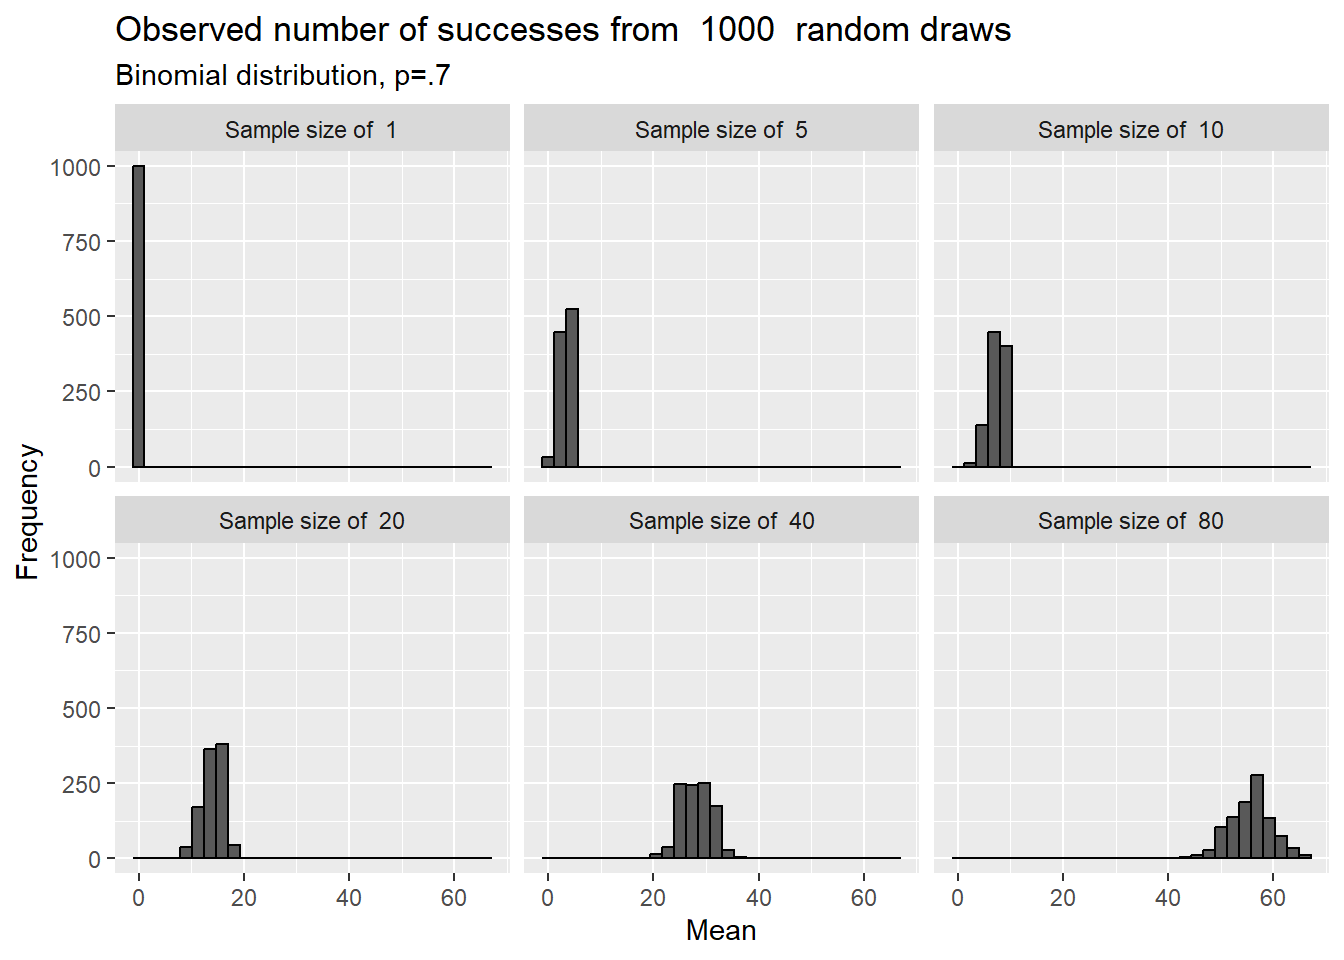 Observed number of successes from  1000  random draws
Binomial distribution, p=.7
Sample size of  1
Sample size of  5
Sample size of  10
1000
750
500
250
0
Sample size of  20
Sample size of  40
Sample size of  80
1000
750
500
250
0
0 20 40 60
0 20 40 60
0 20 40 60
Mean
Frequency